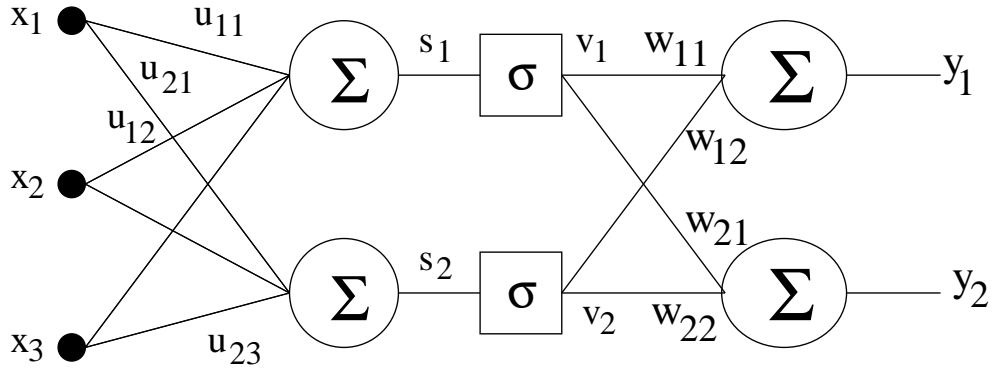 x₁ u₁₁ Σ s₁ σ v₁ w₁₁ Σ y₁
u₂₁
u₁₂ w₁₂
x₂
w₂₁
x₃ u₂₃ Σ s₂ σ v₂ w₂₂ Σ y₂